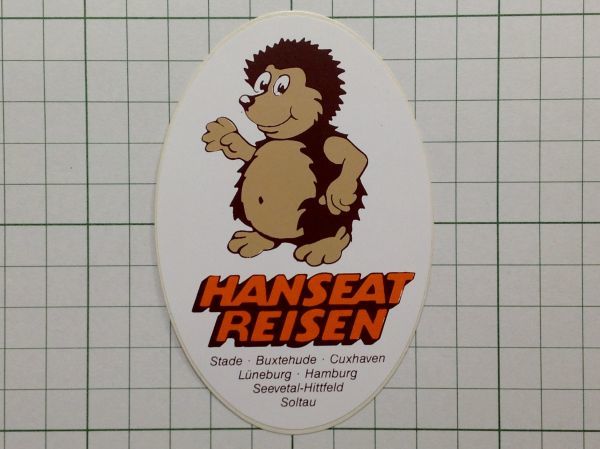 HANSEAT
REISEN
Stade · Buxtehude · Cuxhaven
Lüneburg · Hamburg
Seevetal-Hittfeld
Soltau